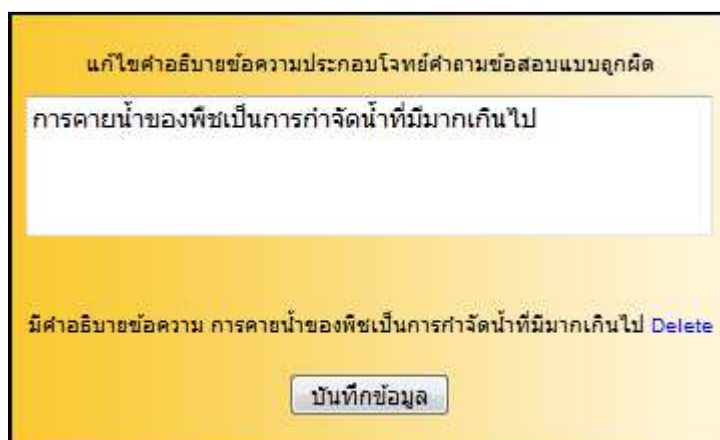 แก้ไขคำอธิบายข้อความประกอบโจทย์คำถามข้อสอบแบบถูกผิด
การคายน้ำของพืชเป็นการกำจัดน้ำที่มีมากเกินไป
มีคำอธิบายข้อความ การคายน้ำของพืชเป็นการกำจัดน้ำที่มีมากเกินไป Delete
บันทึกข้อมูล